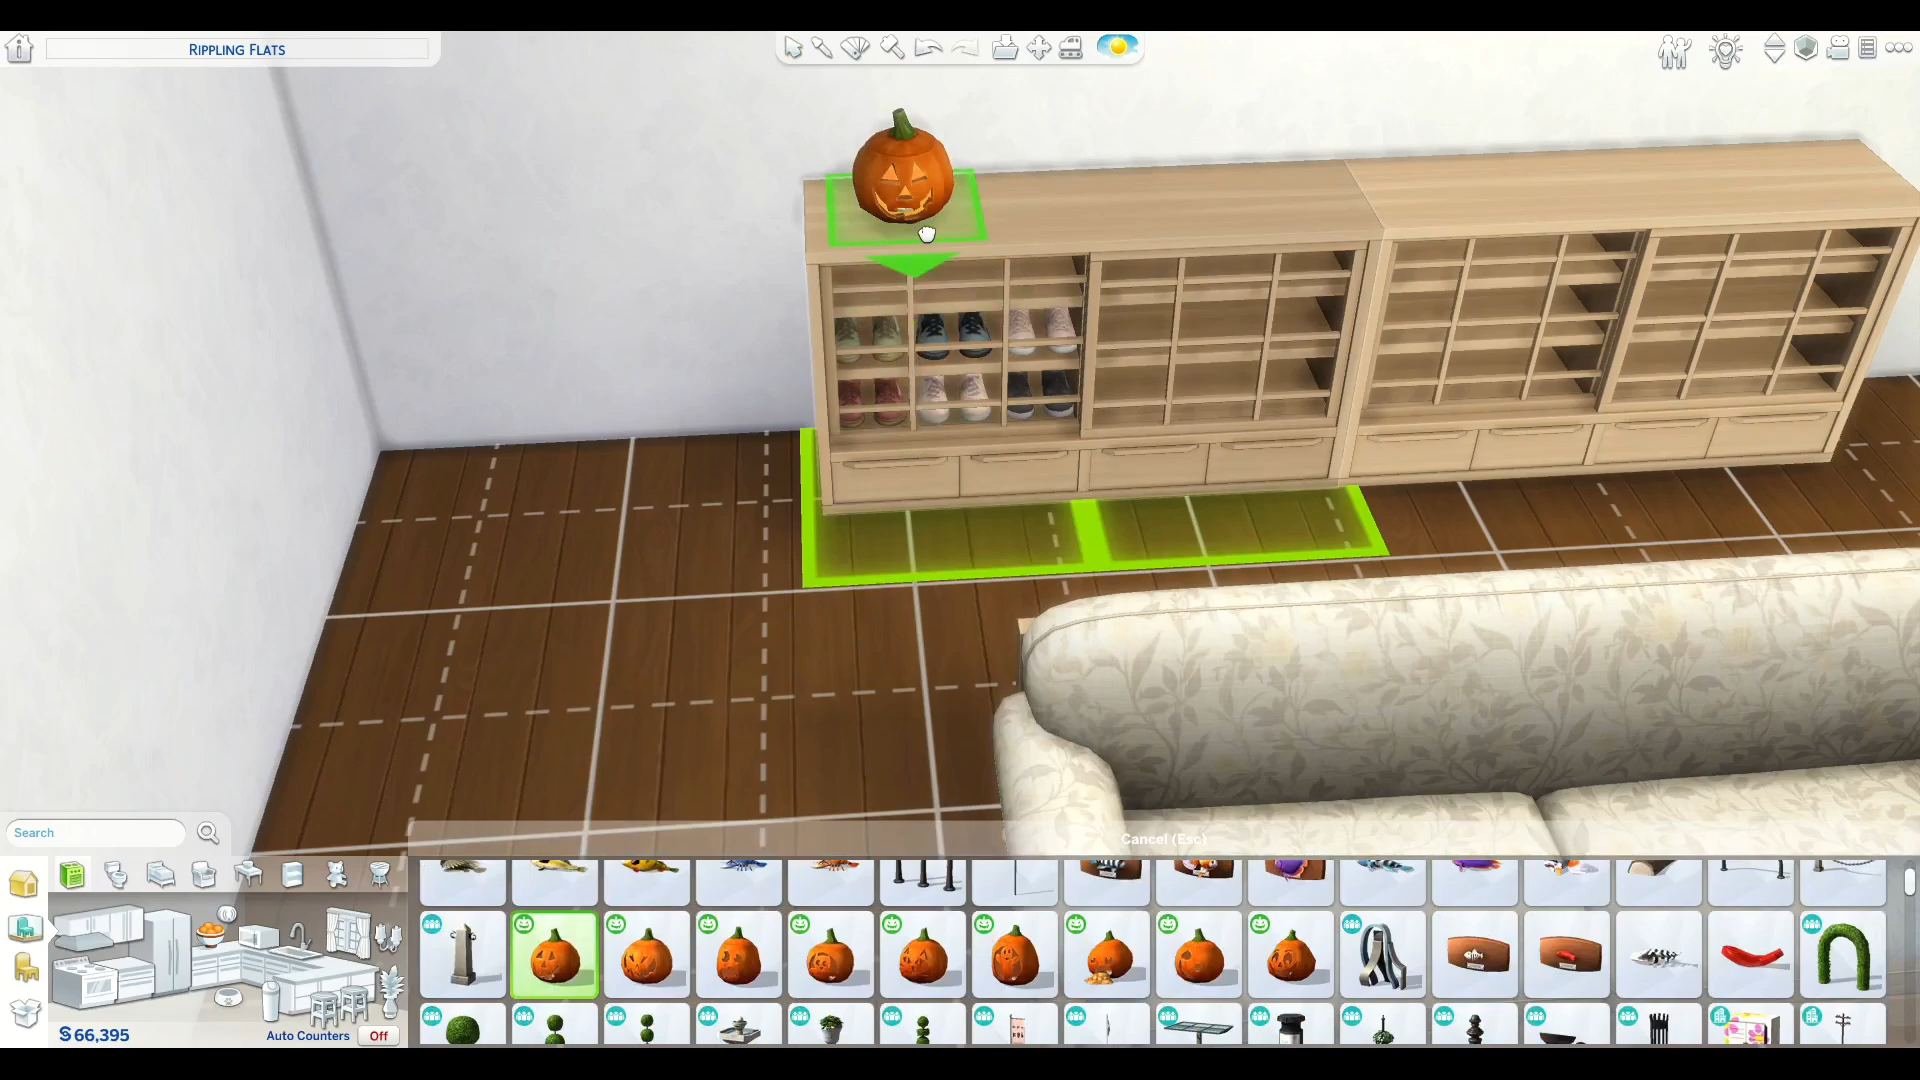 RIPPLING FLATS
Search
Cancel (Esc)
§66,395
Auto Counters
Off